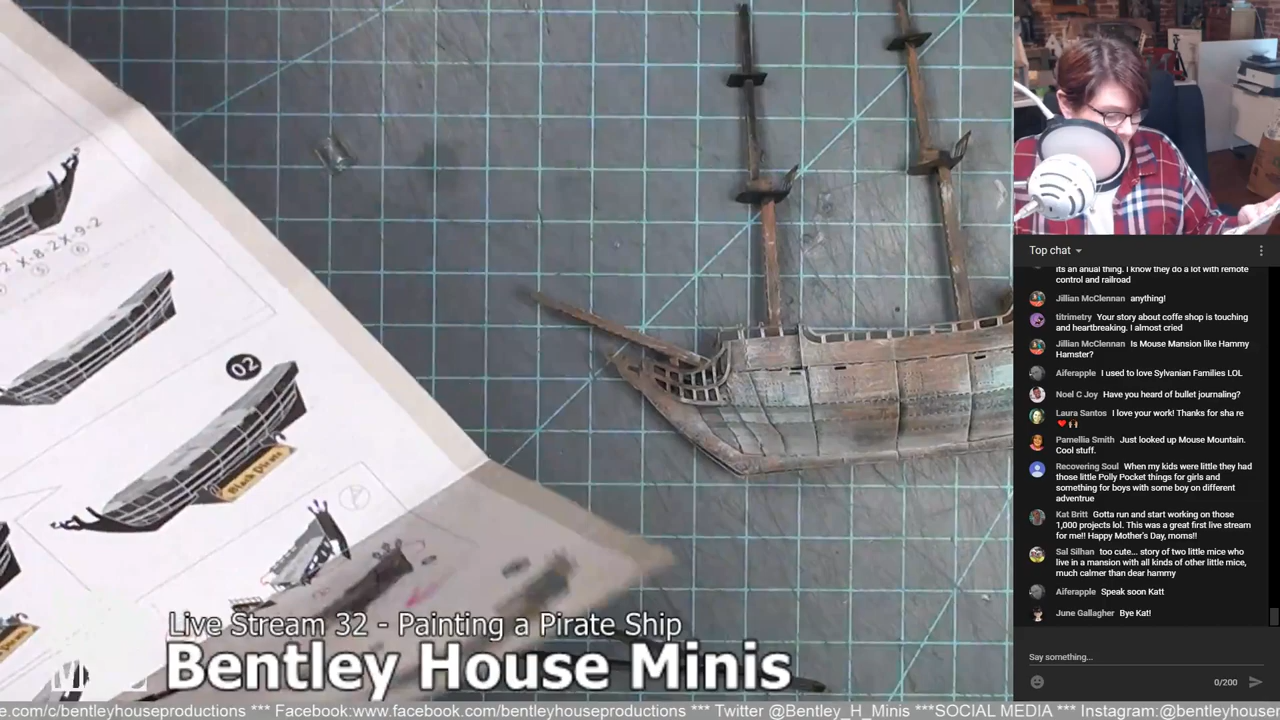 2 X-8-2X-9-2
02
Black Pirate
Live Stream 32 - Painting a Pirate Ship
Bentley House Minis
Top chat
its an anual thing. I know they do a lot with remote
control and railroad
Jillian McClennan anything!
titrimetry Your story about coffe shop is touching
and heartbreaking. I almost cried
Jillian McClennan Is Mouse Mansion like Hammy
Hamster?
Aiferapple I used to love Sylvanian Families LOL
Noel C Joy Have you heard of bullet journaling?
Laura Santos I love your work! Thanks for sha re
❤️🙌🏼
Pamellia Smith Just looked up Mouse Mountain.
Cool stuff.
Recovering Soul When my kids were little they had
those little Polly Pocket things for girls and
something for boys with some boy on different
adventrue
Kat Britt Gotta run and start working on those
1,000 projects lol. This was a great first live stream
for me!! Happy Mother's Day, moms!!
Sal Silhan too cute... story of two little mice who
live in a mansion with all kinds of other little mice,
much calmer than dear hammy
Aiferapple Speak soon Katt
June Gallagher Bye Kat!
Say something...
0/200
e.com/c/bentleyhouseproductions *** Facebook:www.facebook.com/bentleyhouseproductions *** Twitter @Bentley_H_Minis ***SOCIAL MEDIA *** Instagram:@bentleyhouser